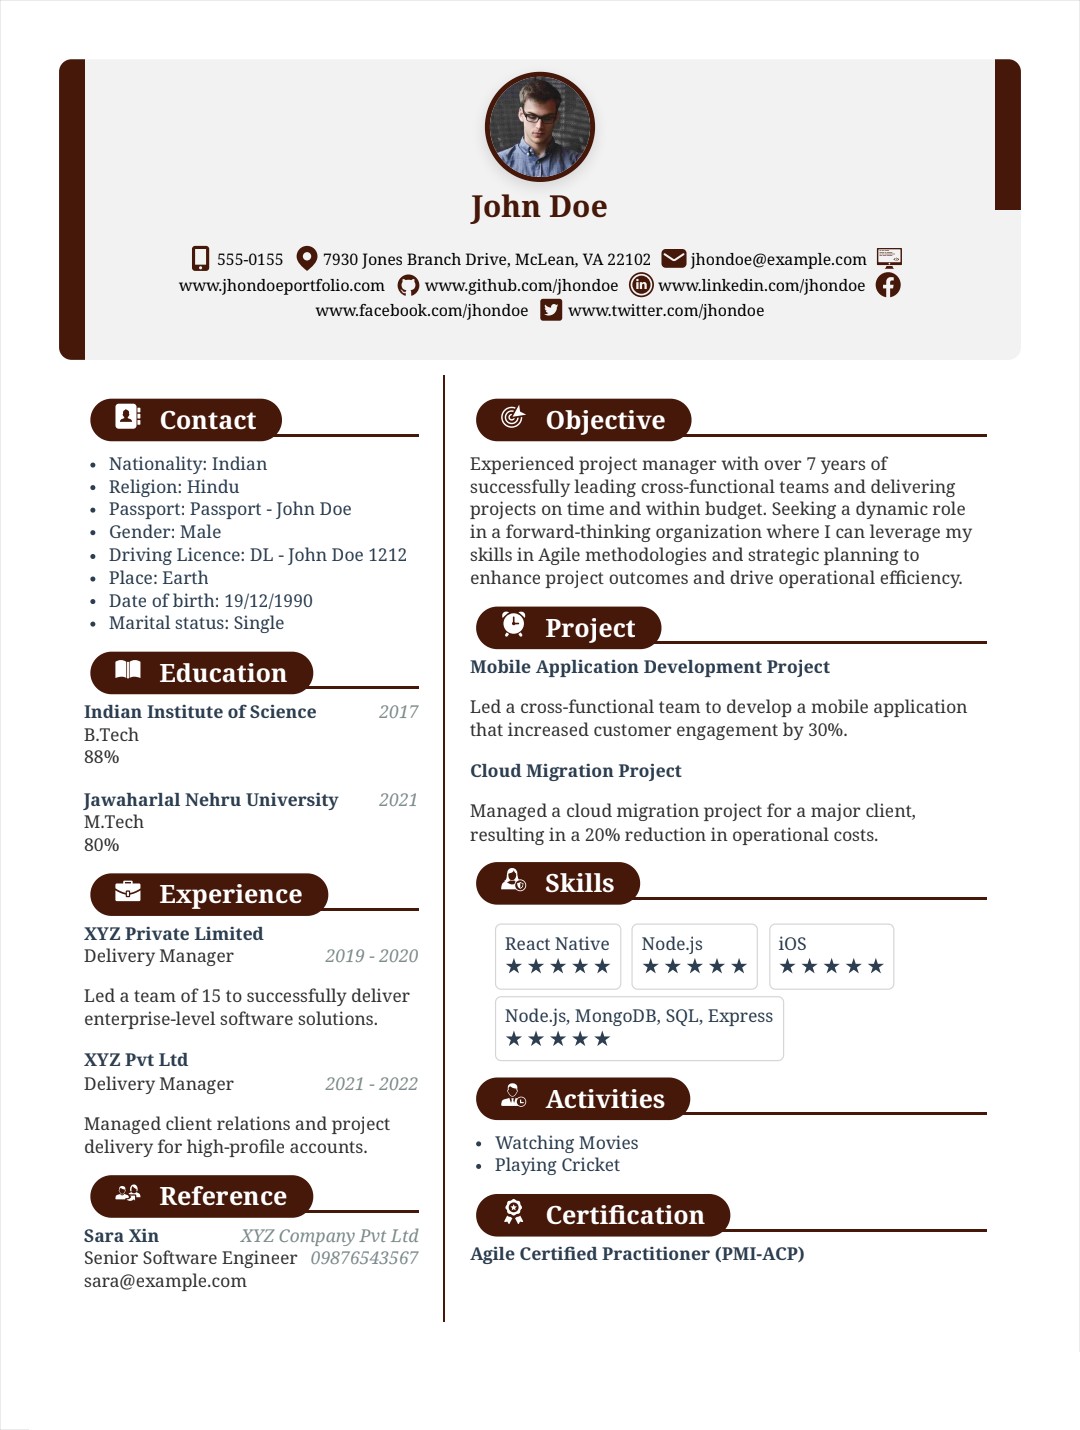 John Doe
555-0155 7930 Jones Branch Drive, McLean, VA 22102 jhondoe@example.com
www.jhondoeportfolio.com www.github.com/jhondoe www.linkedin.com/jhondoe
www.facebook.com/jhondoe www.twitter.com/jhondoe
Contact
• Nationality: Indian
• Religion: Hindu
• Passport: Passport - John Doe
• Gender: Male
• Driving Licence: DL - John Doe 1212
• Place: Earth
• Date of birth: 19/12/1990
• Marital status: Single
Education
Indian Institute of Science 2017
B.Tech
88%
Jawaharlal Nehru University 2021
M.Tech
80%
Experience
XYZ Private Limited
Delivery Manager 2019 - 2020
Led a team of 15 to successfully deliver
enterprise-level software solutions.
XYZ Pvt Ltd
Delivery Manager 2021 - 2022
Managed client relations and project
delivery for high-profile accounts.
Reference
Sara Xin XYZ Company Pvt Ltd
Senior Software Engineer 09876543567
sara@example.com
Objective
Experienced project manager with over 7 years of
successfully leading cross-functional teams and delivering
projects on time and within budget. Seeking a dynamic role
in a forward-thinking organization where I can leverage my
skills in Agile methodologies and strategic planning to
enhance project outcomes and drive operational efficiency.
Project
Mobile Application Development Project
Led a cross-functional team to develop a mobile application
that increased customer engagement by 30%.
Cloud Migration Project
Managed a cloud migration project for a major client,
resulting in a 20% reduction in operational costs.
Skills
React Native Node.js iOS
★★★★★ ★★★★★ ★★★★★
Node.js, MongoDB, SQL, Express
★★★★★
Activities
• Watching Movies
• Playing Cricket
Certification
Agile Certified Practitioner (PMI-ACP)